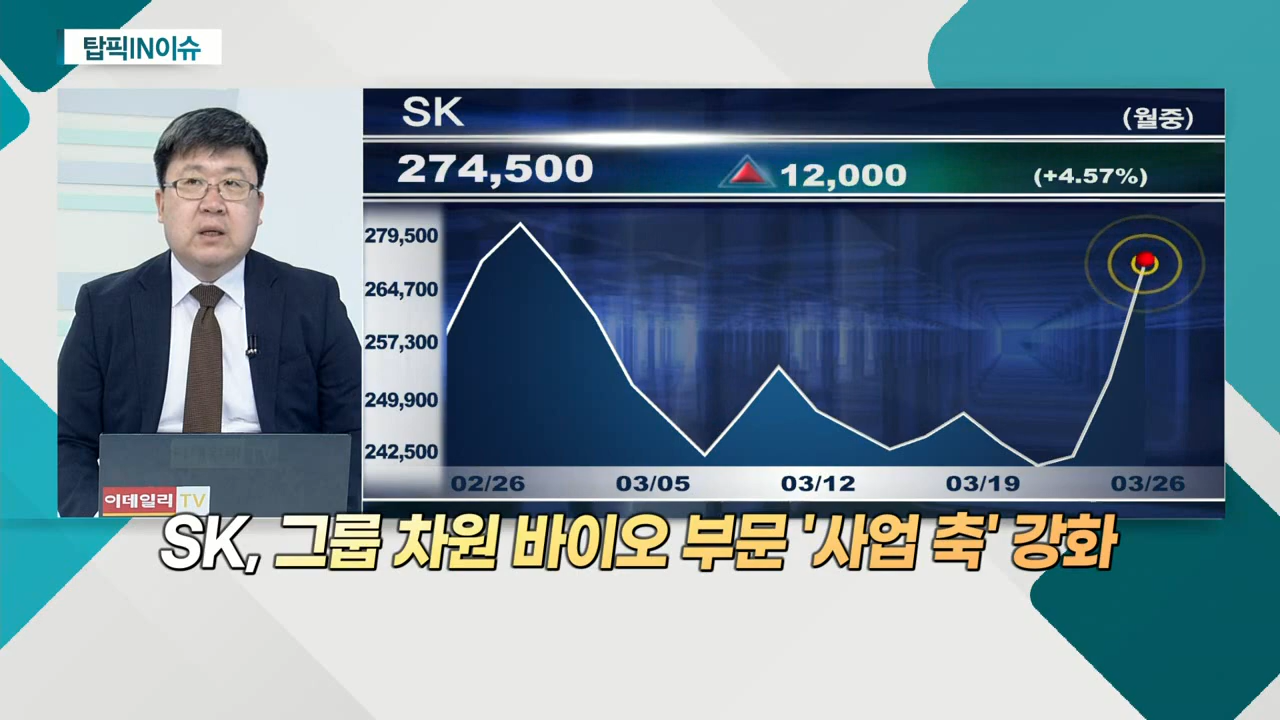 탑픽IN이슈
SK
(월중)
274,500
12,000
(+4.57%)
279,500
264,700
257,300
249,900
242,500
02/26
03/05
03/12
03/19
03/26
이데일리TV
SK, 그룹 차원 바이오 부문 '사업 축' 강화